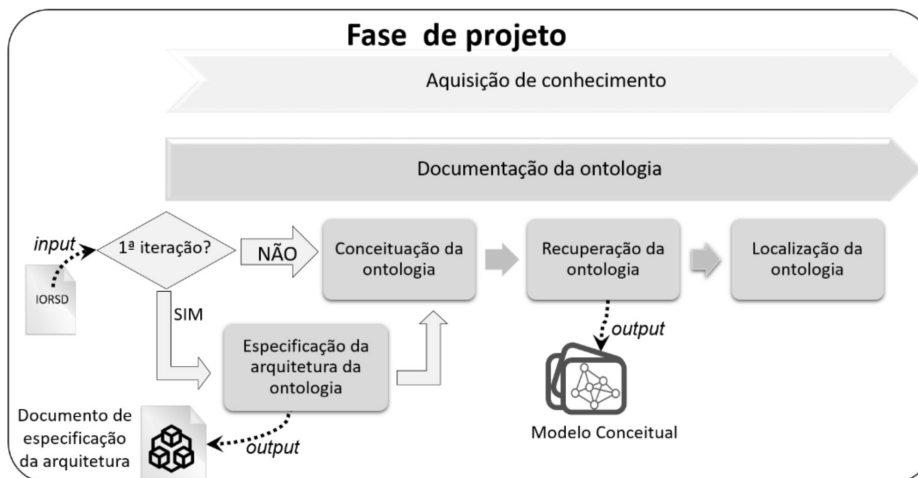 Fase de projeto
Aquisição de conhecimento
Documentação da ontologia
input
1ª iteração?
NÃO
Conceituação da
ontologia
Recuperação da
ontologia
Localização da
ontologia
IORSD
SIM
Especificação da
arquitetura da
ontologia
output
Documento de
especificação
da arquitetura
output
Modelo Conceitual